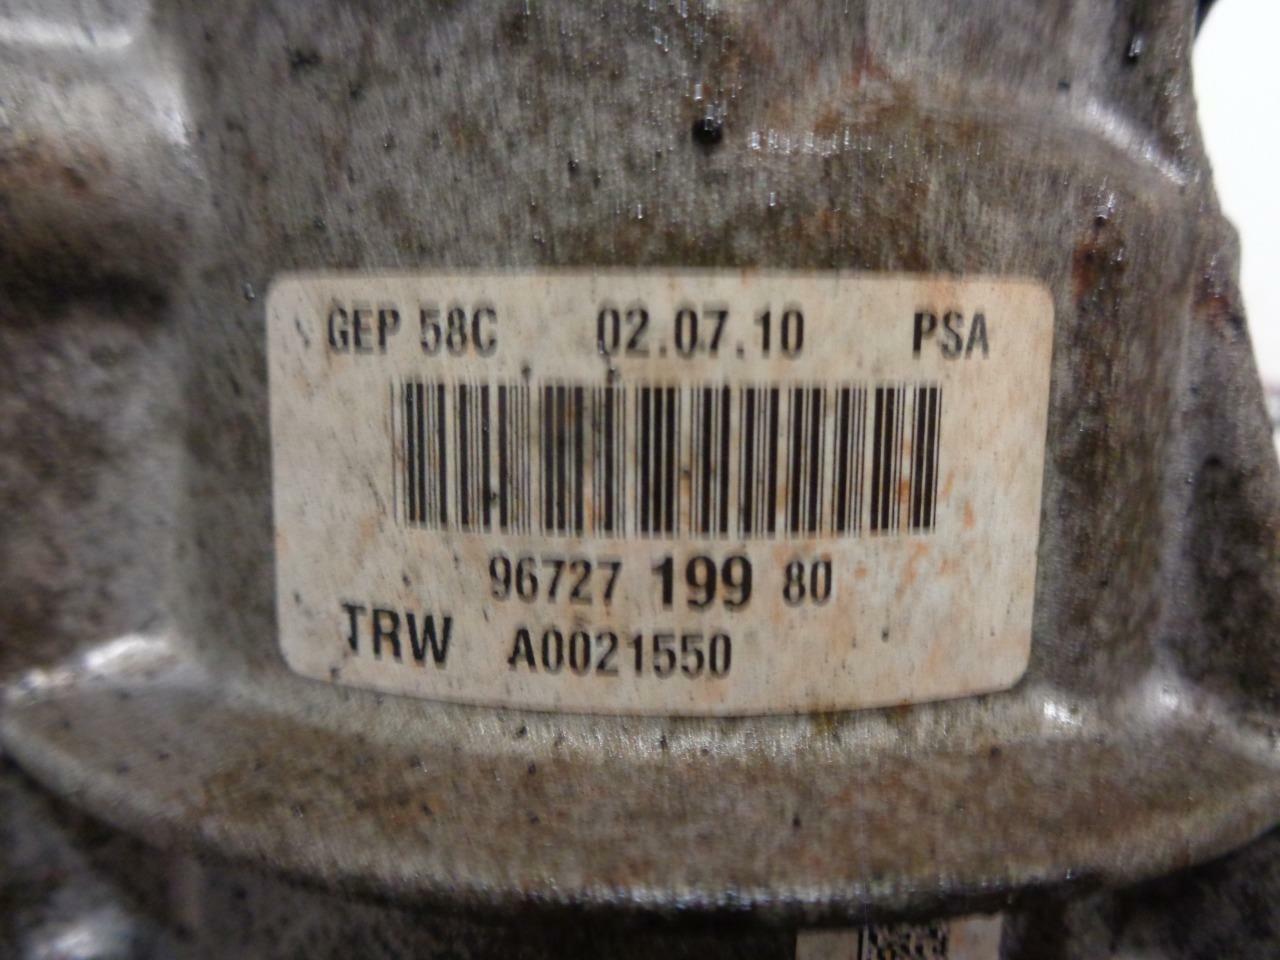 GEP 58C 02.07.10 PSA
96727 199 80
TRW A0021550